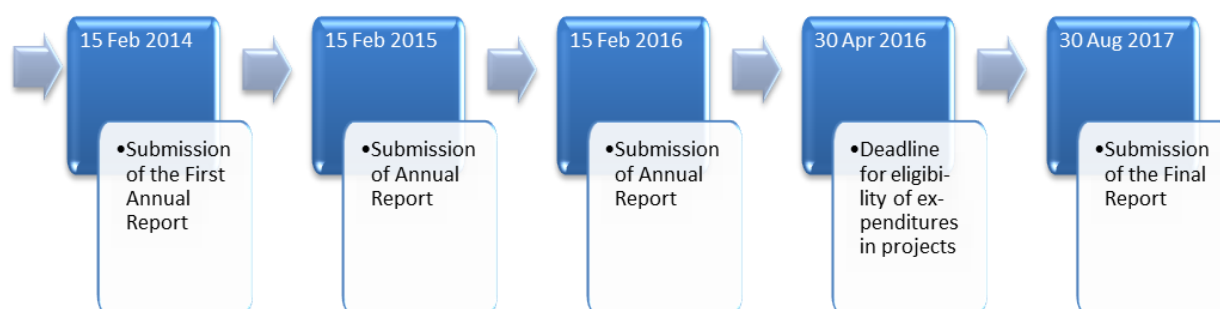 15 Feb 2014
•Submission
of the First
Annual
Report
15 Feb 2015
•Submission
of Annual
Report
15 Feb 2016
•Submission
of Annual
Report
30 Apr 2016
•Deadline
for eligibi-
lity of ex-
penditures
in projects
30 Aug 2017
•Submission
of the Final
Report